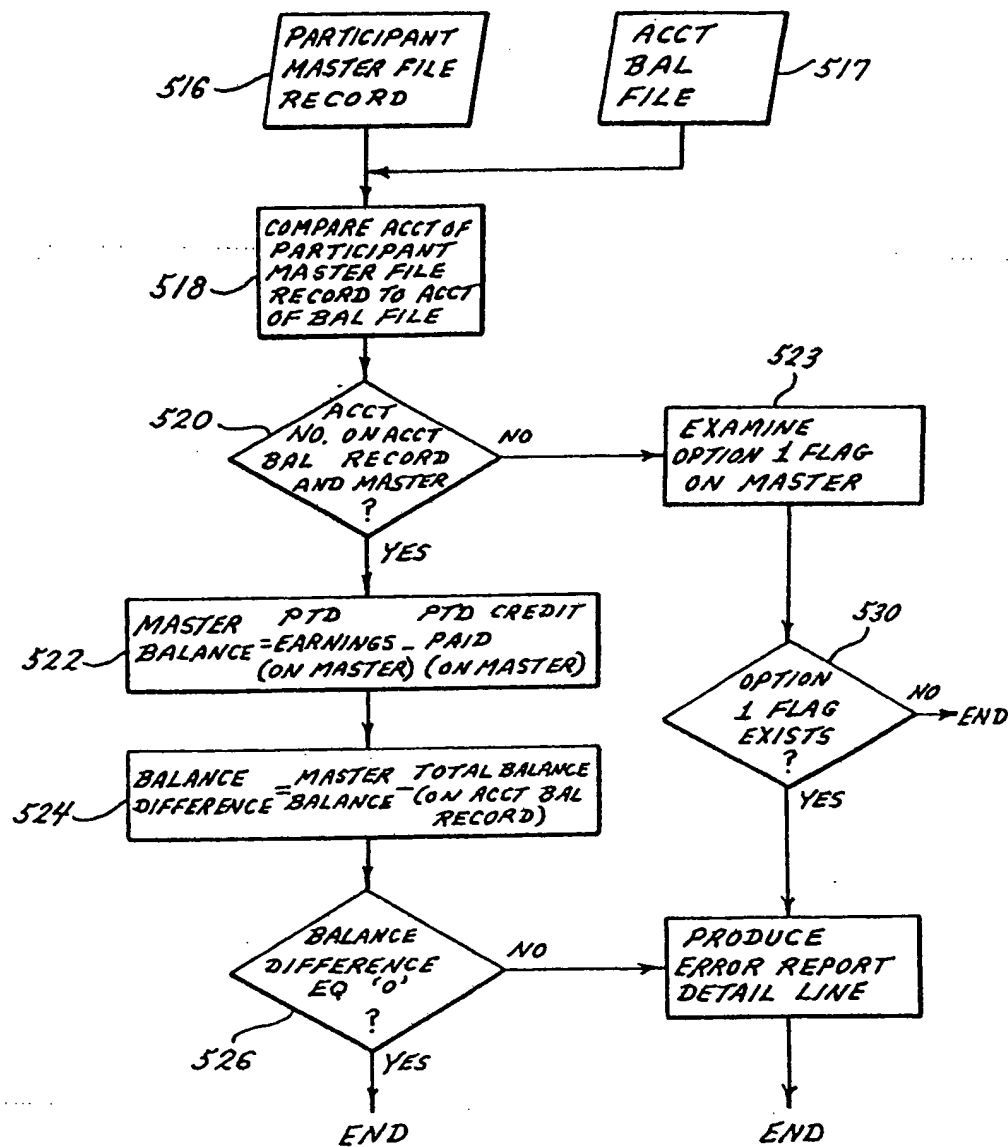 PARTICIPANT
MASTER FILE
RECORD
516
ACCT
BAL
FILE
517
COMPARE ACCT OF
PARTICIPANT
MASTER FILE
RECORD TO ACCT
OF BAL FILE
518
ACCT
NO. ON ACCT
BAL RECORD
AND MASTER
?
520
NO
YES
523
EXAMINE
OPTION 1 FLAG
ON MASTER
MASTER PTD PTD CREDIT
BALANCE = EARNINGS - PAID
(ON MASTER) (ON MASTER)
522
530
OPTION
1 FLAG
EXISTS
?
NO
END
YES
BALANCE = MASTER - TOTAL BALANCE
DIFFERENCE BALANCE (ON ACCT BAL
RECORD)
524
BALANCE
DIFFERENCE
EQ '0'
?
526
NO
YES
END
PRODUCE
ERROR REPORT
DETAIL LINE
END